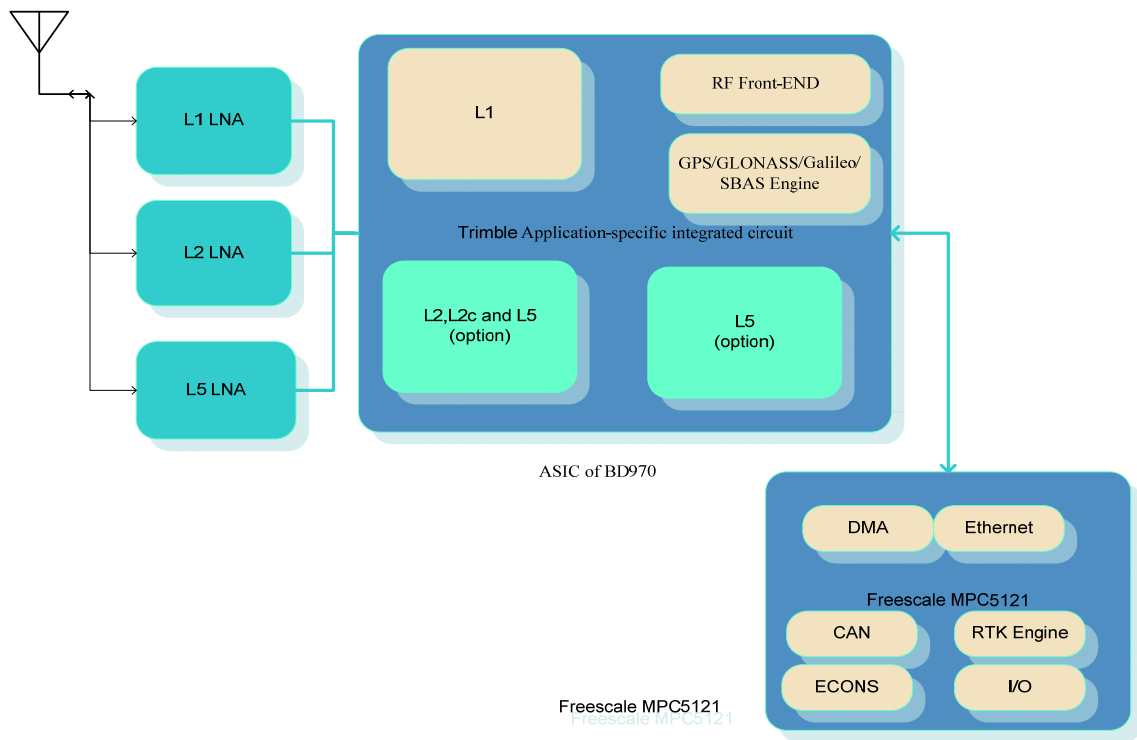 L1 LNA
L2 LNA
L5 LNA
L1
RF Front-END
GPS/GLONASS/Galileo/
SBAS Engine
Trimble Application-specific integrated circuit
L2,L2c and L5
(option)
L5
(option)
ASIC of BD970
DMA
Ethernet
Freescale MPC5121
CAN
RTK Engine
ECONS
I/O
Freescale MPC5121
Freescale MPC5121